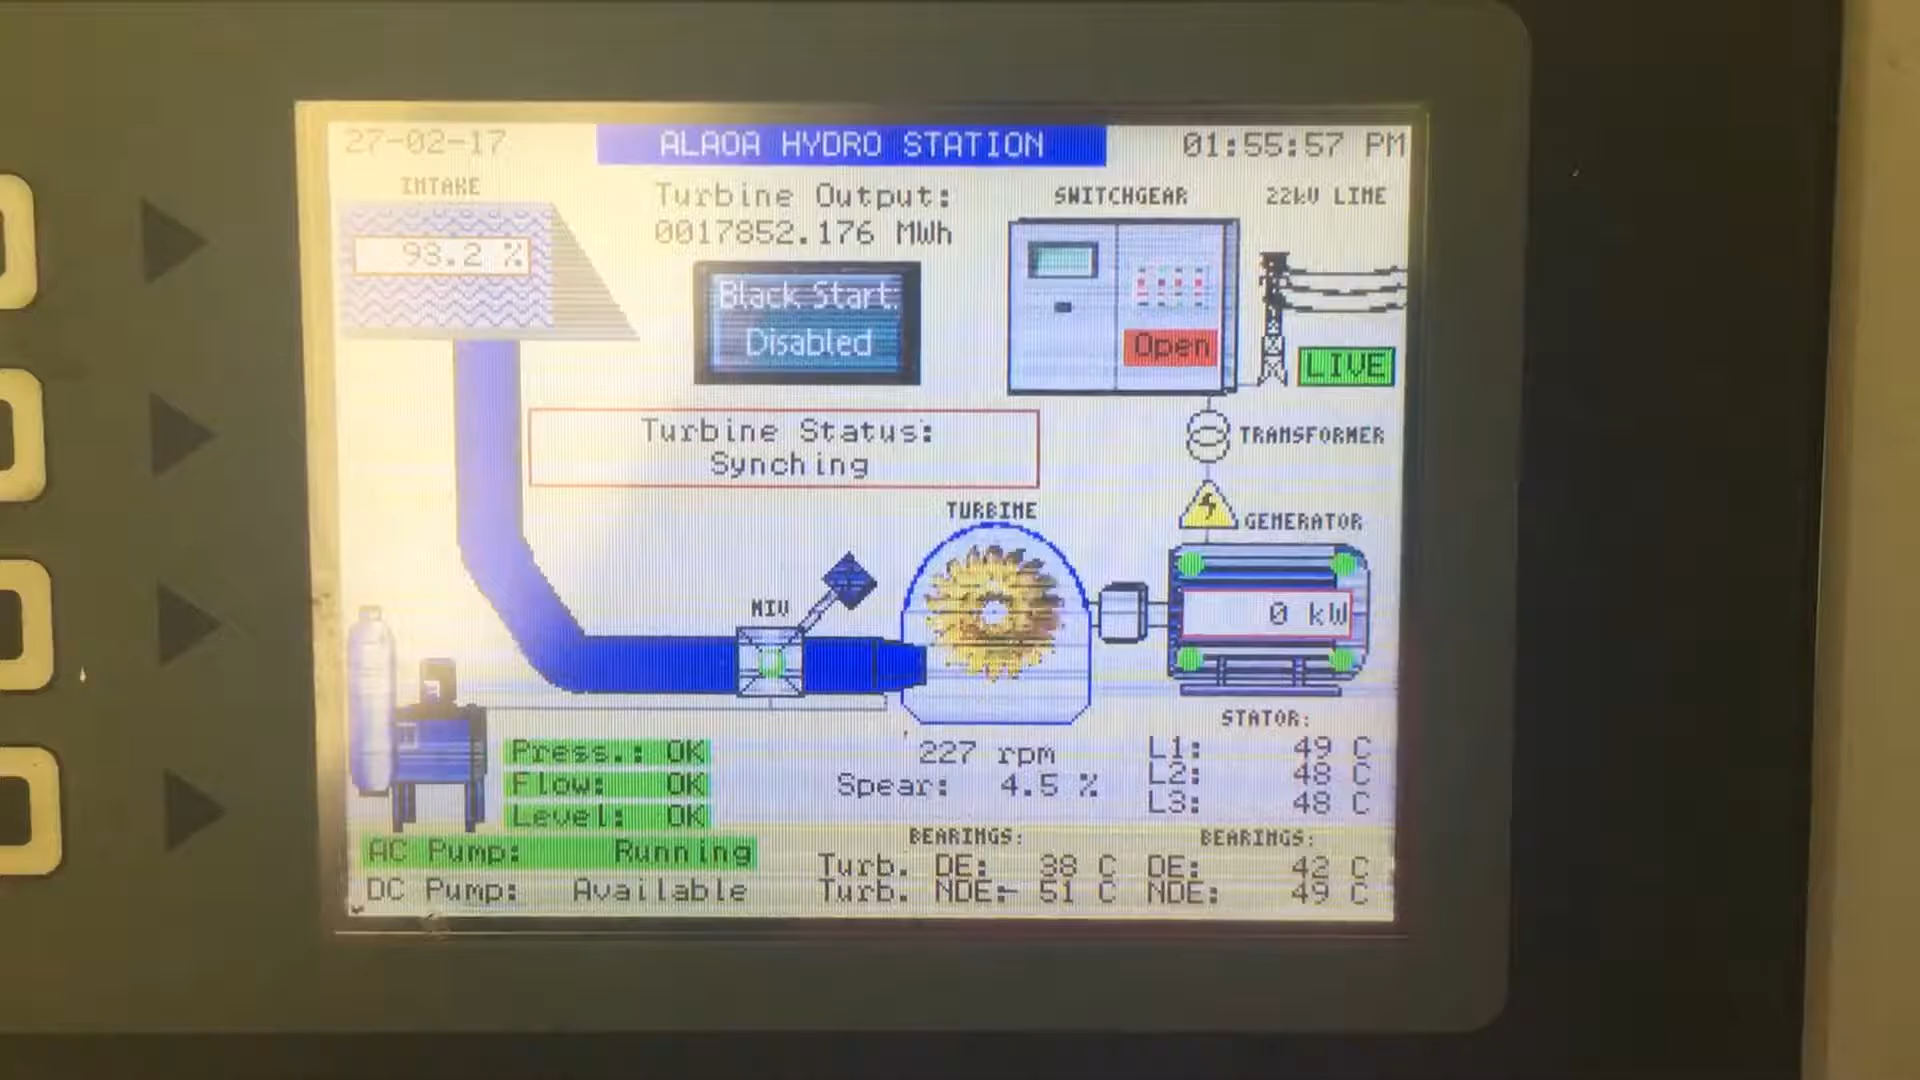 27-02-17
ALAOA HYDRO STATION
01:55:57 PM
INTAKE
93.2 %
Turbine Output:
0017852.176 MWh
SWITCHGEAR
22kV LINE
Black Start
Disabled
Open
LIVE
Turbine Status:
Synching
TRANSFORMER
TURBINE
GENERATOR
MIV
0 kW
STATOR:
Press.: OK
Flow: OK
Level: OK
227 rpm
Spear: 4.5 %
L1: 49 C
L2: 48 C
L3: 48 C
AC Pump: Running
DC Pump: Available
BEARINGS:
Turb. DE: 38 C
Turb. NDE: 51 C
BEARINGS:
DE: 42 C
NDE: 49 C